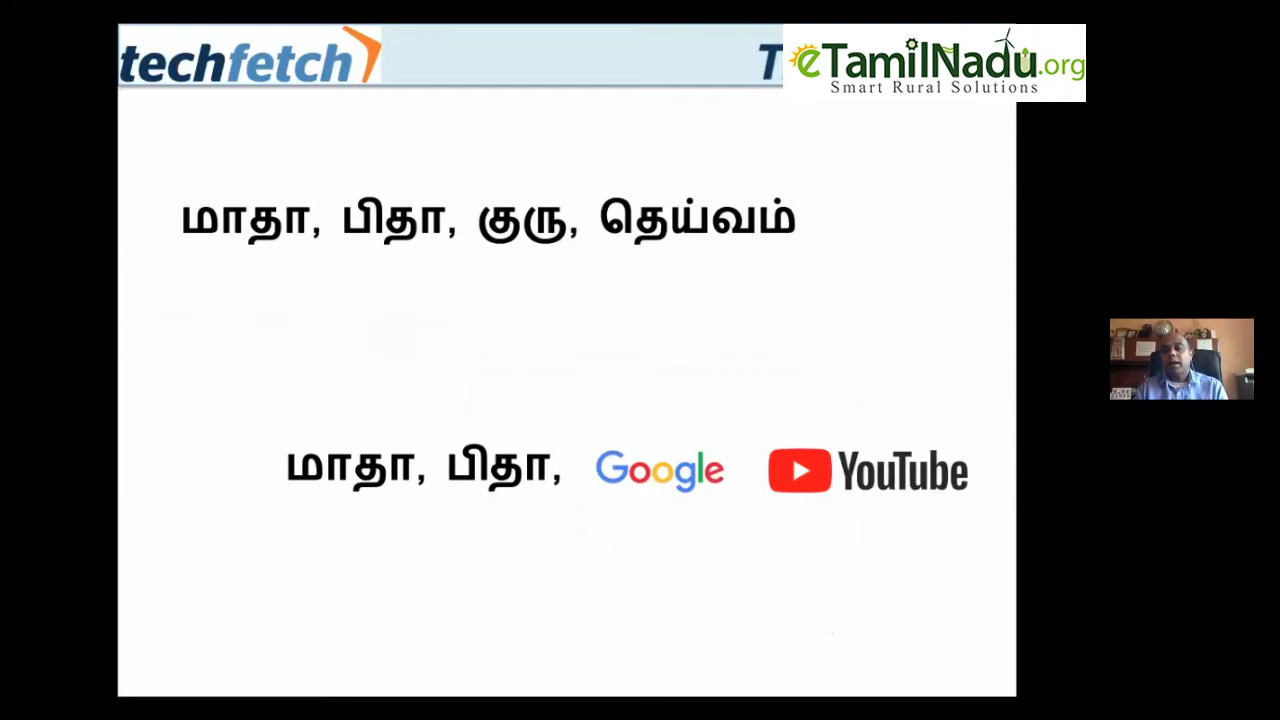 techfetch
eTamilNadu.org
Smart Rural Solutions
மாதா, பிதா, குரு, தெய்வம்
மாதா, பிதா, Google YouTube